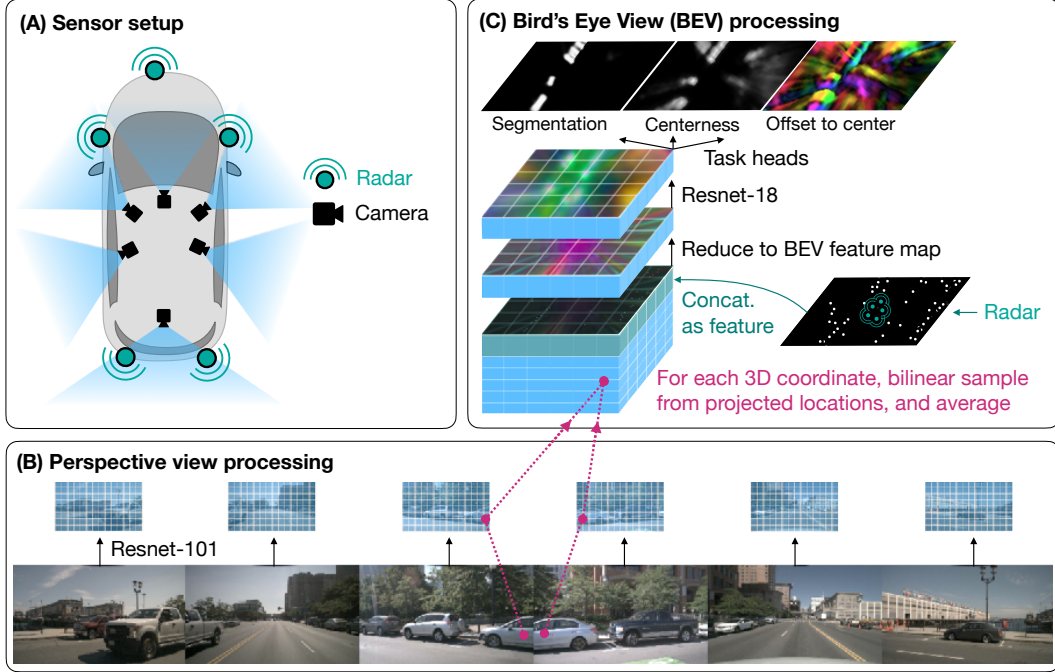 (A) Sensor setup
Radar
Camera
(C) Bird's Eye View (BEV) processing
Segmentation
Centerness
Offset to center
Task heads
Resnet-18
Reduce to BEV feature map
Concat.
as feature
Radar
For each 3D coordinate, bilinear sample
from projected locations, and average
(B) Perspective view processing
Resnet-101